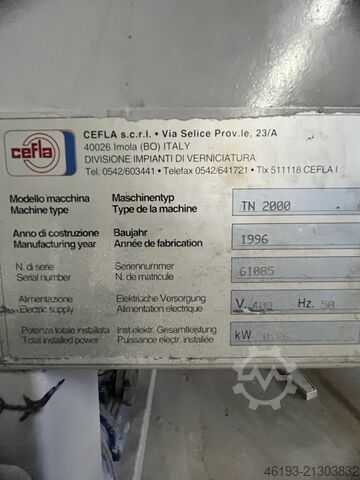 cefla
CEFLA s.c.r.l. • Via Selice Prov.le, 23/A
40026 Imola (BO) ITALY
DIVISIONE IMPIANTI DI VERNICIATURA
Tel. 0542/603441 • Telefax 0542/641721 • Tlx 511118 CEFLA I
Modello macchina Maschinentyp
Machine type Type de la machine TN 2000
Anno di costruzione Baujahr
Manufacturing year Année de fabrication 1996
N. di serie Seriennummer
Serial number N. de matricule 61085
Alimentazione Elektrische Versorgung
Electric supply Alimentation électrique V. 400 Hz. 50
Potenza totale installata Inst.elektr. Gesamtleistung
Total installed power Puissance electr. installée kW
Machineseeker
46193-21303832